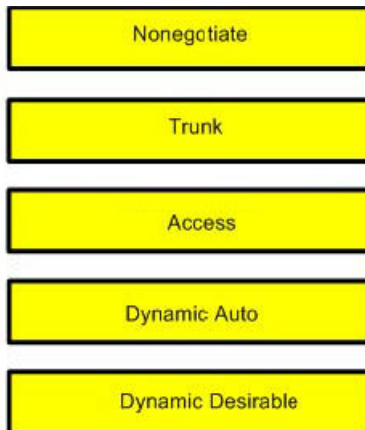 Nonegotiate
Trunk
Access
Dynamic Auto
Dynamic Desirable